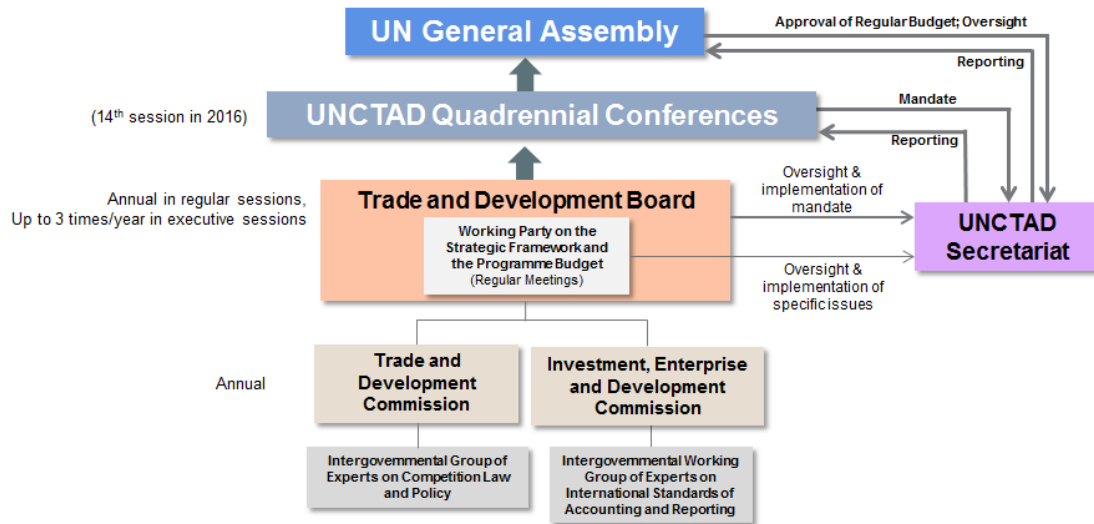 UN General Assembly
Approval of Regular Budget; Oversight
Reporting
(14th session in 2016)
UNCTAD Quadrennial Conferences
Mandate
Reporting
Annual in regular sessions,
Up to 3 times/year in executive sessions
Trade and Development Board
Working Party on the
Strategic Framework and
the Programme Budget
(Regular Meetings)
Oversight &
implementation of
mandate
UNCTAD
Secretariat
Oversight &
implementation of
specific issues
Annual
Trade and
Development
Commission
Investment, Enterprise
and Development
Commission
Intergovernmental Group of
Experts on Competition Law
and Policy
Intergovernmental Working
Group of Experts on
International Standards of
Accounting and Reporting